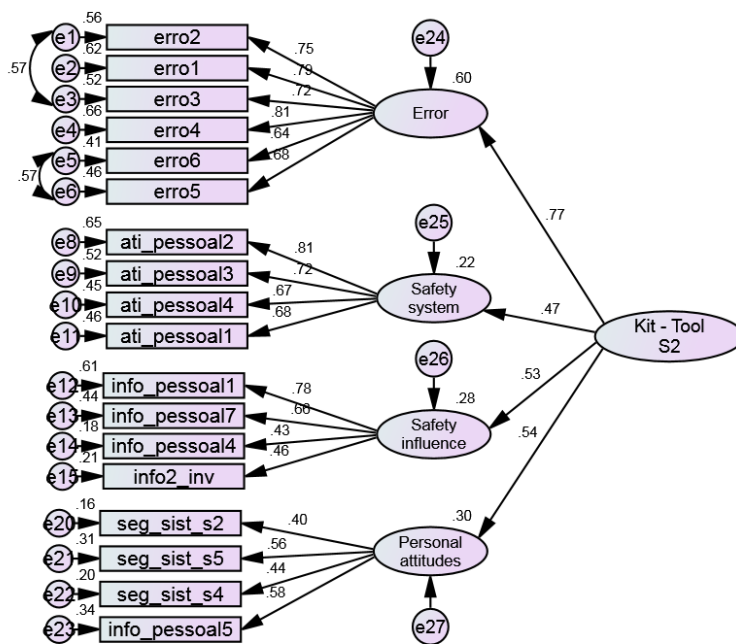 .56
e1
erro2
.75
e24
.62
e2
erro1
.79
.60
.57
.52
e3
erro3
.72
Error
.66
e4
erro4
.81
.41
e5
erro6
.64
.57
.46
e6
erro5
.68
.77
.65
e8
ati_pessoal2
.81
e25
.52
e9
ati_pessoal3
.72
.22
.45
e10
ati_pessoal4
.67
Safety
system
.47
.46
e11
ati_pessoal1
.68
Kit - Tool
S2
.61
e12
info_pessoal1
.78
e26
.53
.44
e13
info_pessoal7
.66
.28
.18
e14
info_pessoal4
.43
Safety
influence
.54
.21
e15
info2_inv
.46
.16
e20
seg_sist_s2
.40
.30
.31
e21
seg_sist_s5
.56
Personal
attitudes
.20
e22
seg_sist_s4
.44
.34
e23
info_pessoal5
.58
e27